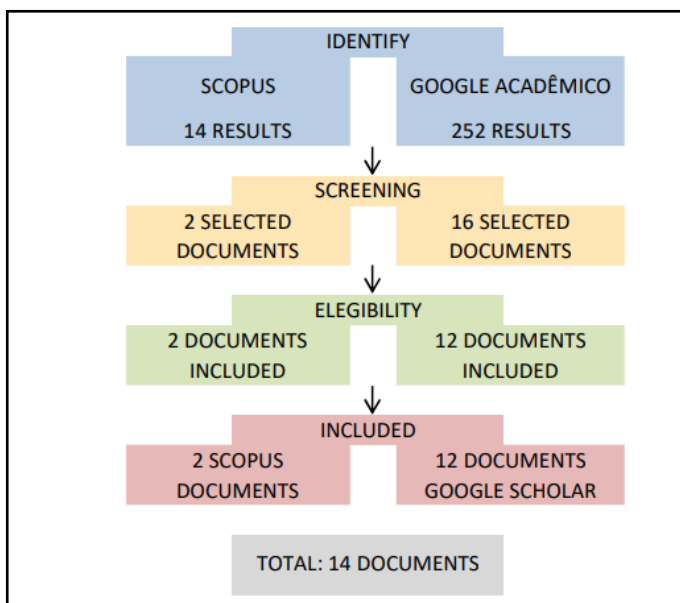 IDENTIFY
SCOPUS
14 RESULTS
GOOGLE ACADÊMICO
252 RESULTS
SCREENING
2 SELECTED
DOCUMENTS
16 SELECTED
DOCUMENTS
ELEGIBILITY
2 DOCUMENTS
INCLUDED
12 DOCUMENTS
INCLUDED
INCLUDED
2 SCOPUS
DOCUMENTS
12 DOCUMENTS
GOOGLE SCHOLAR
TOTAL: 14 DOCUMENTS